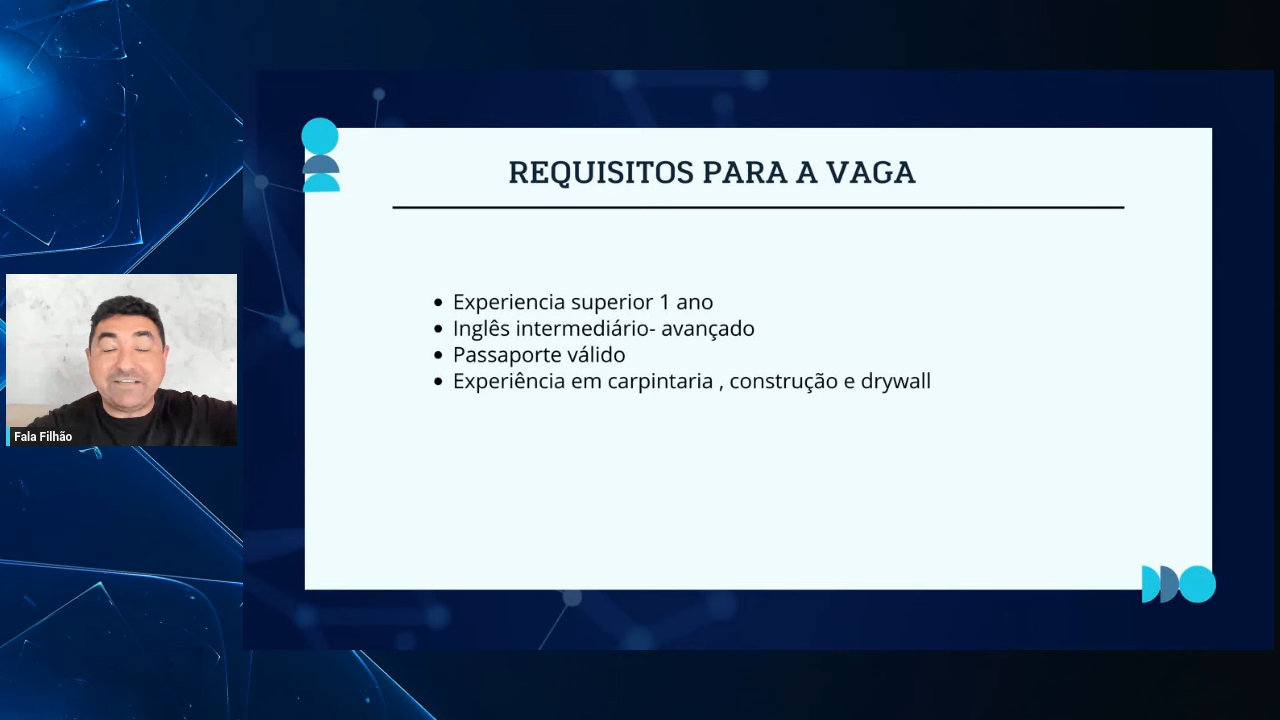 REQUISITOS PARA A VAGA
Experiencia superior 1 ano
Inglês intermediário- avançado
Passaporte válido
Experiência em carpintaria , construção e drywall
Fala Filhão